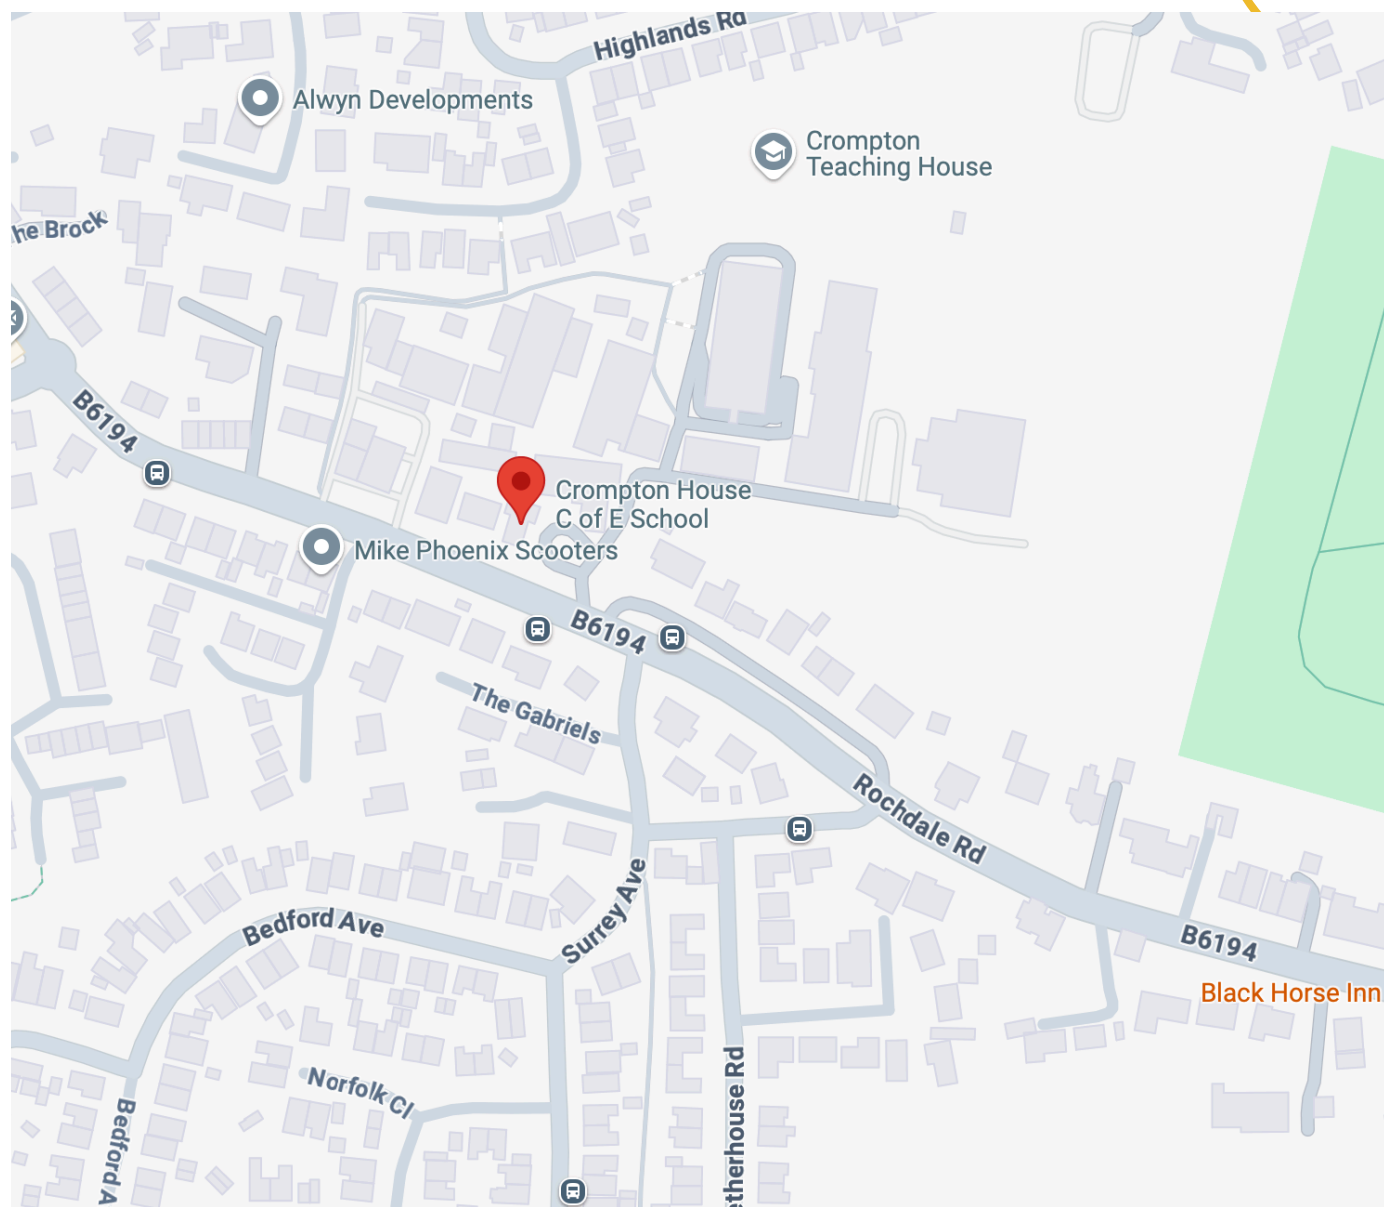 Highlands Rd
Alwyn Developments
Crompton
Teaching House
he Brock
B6194
Crompton House
C of E School
Mike Phoenix Scooters
B6194
The Gabriels
Rochdale Rd
Surrey Ave
Bedford Ave
B6194
Black Horse Inn
Norfolk Cl
etherhouse Rd
Bedford A